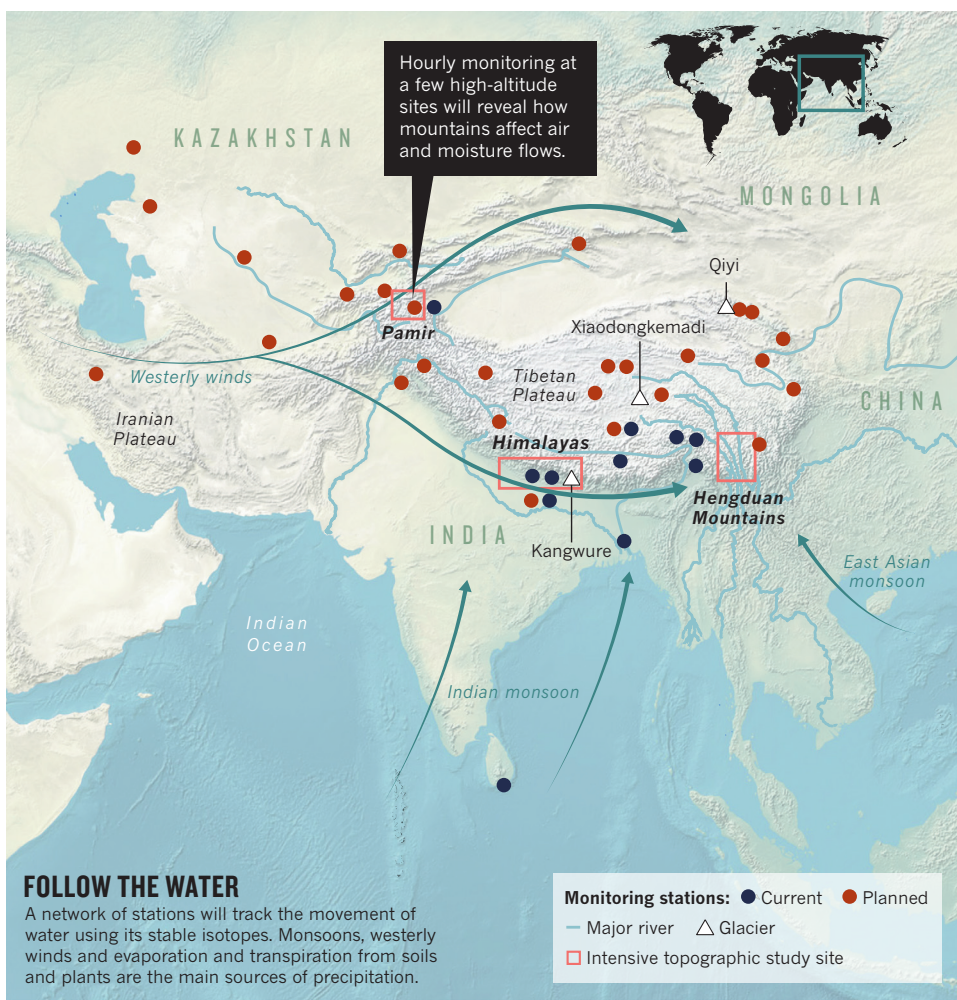 Hourly monitoring at
a few high-altitude
sites will reveal how
mountains affect air
and moisture flows.
KAZAKHSTAN
MONGOLIA
Qiyi
Xiaodongkemadi
Pamir
Westerly winds
Tibetan
Plateau
CHINA
Iranian
Plateau
Himalayas
Hengduan
Mountains
INDIA
Kangwure
East Asian
monsoon
Indian
Ocean
Indian monsoon
FOLLOW THE WATER
A network of stations will track the movement of
water using its stable isotopes. Monsoons, westerly
winds and evaporation and transpiration from soils
and plants are the main sources of precipitation.
Monitoring stations: Current Planned
Major river Glacier
Intensive topographic study site